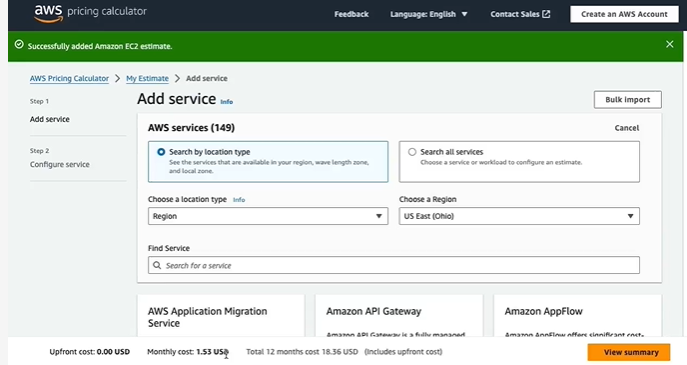 aws pricing calculator
Feedback
Language: English
Contact Sales
Create an AWS Account
Successfully added Amazon EC2 estimate.
AWS Pricing Calculator
My Estimate
Add service
Step 1
Add service
Step 2
Configure service
Add service Info
Bulk import
AWS services (149)
Cancel
Search by location type
See the services that are available in your region, wave length zone,
and local zone.
Search all services
Choose a service or workload to configure an estimate.
Choose a location type Info
Region
Choose a Region
US East (Ohio)
Find Service
Search for a service
AWS Application Migration
Service
Amazon API Gateway
Amazon API Gateway is a fully managed
Amazon AppFlow
Amazon AppFlow offers significant cost-
Upfront cost: 0.00 USD
Monthly cost: 1.53 USD
Total 12 months cost 18.36 USD (Includes upfront cost)
View summary